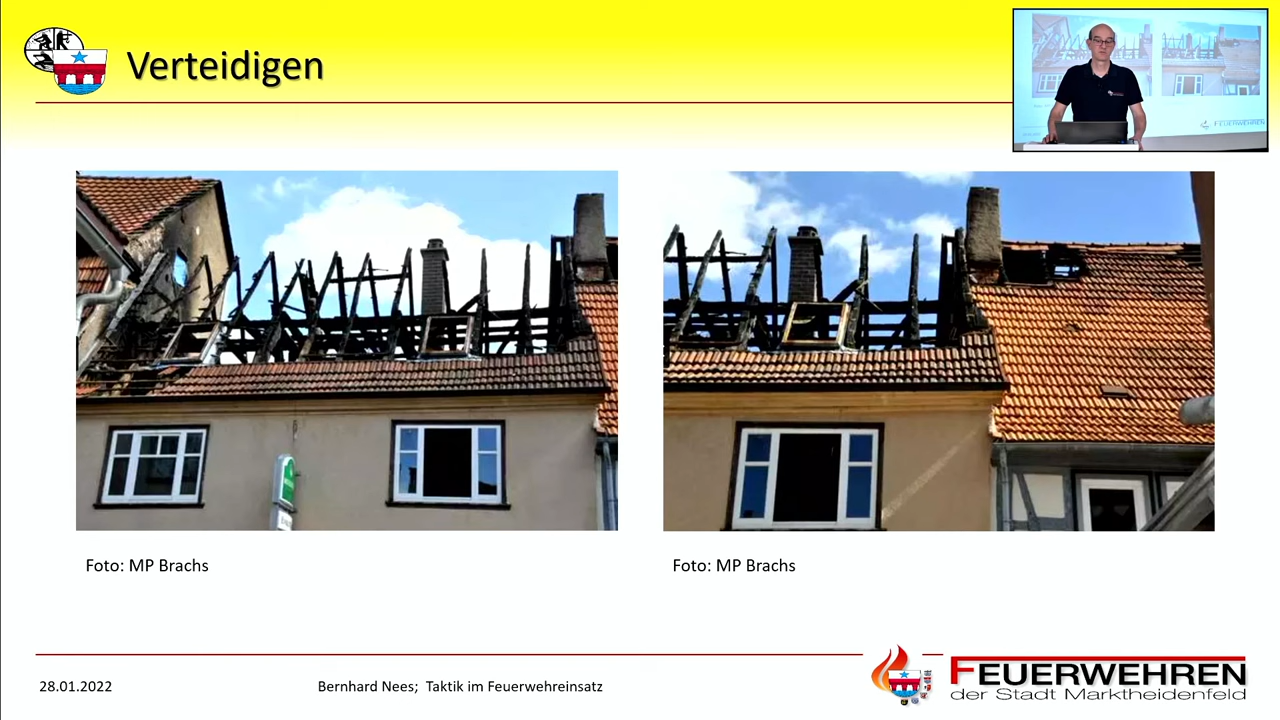 Verteidigen
FEUERWEHREN
Foto: MP Brachs
Foto: MP Brachs
28.01.2022
Bernhard Nees; Taktik im Feuerwehreinsatz
FEUERWEHREN
der Stadt Marktheidenfeld